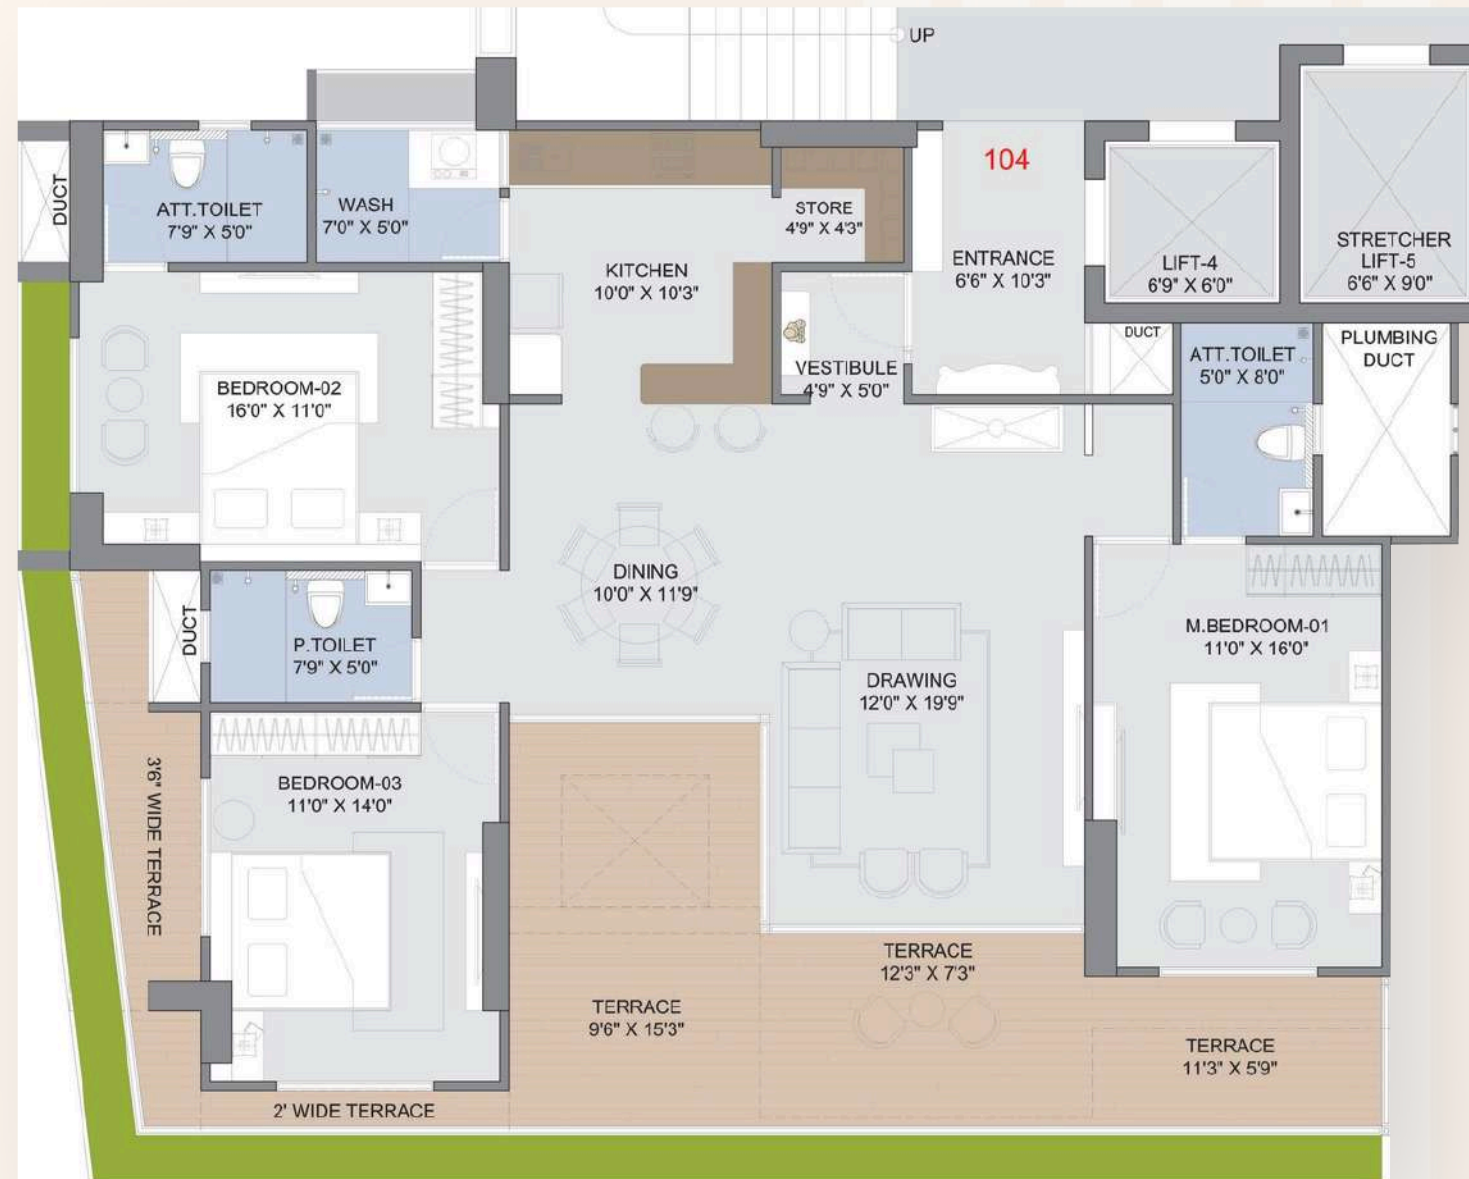 UP
104
DUCT
ATT.TOILET
7'9" X 5'0"
WASH
7'0" X 5'0"
STORE
4'9" X 4'3"
KITCHEN
10'0" X 10'3"
ENTRANCE
6'6" X 10'3"
LIFT-4
6'9" X 6'0"
STRETCHER
LIFT-5
6'6" X 9'0"
DUCT
ATT.TOILET
5'0" X 8'0"
PLUMBING
DUCT
VESTIBULE
4'9" X 5'0"
BEDROOM-02
16'0" X 11'0"
DINING
10'0" X 11'9"
DUCT
P.TOILET
7'9" X 5'0"
M.BEDROOM-01
11'0" X 16'0"
DRAWING
12'0" X 19'9"
BEDROOM-03
11'0" X 14'0"
3'6" WIDE TERRACE
TERRACE
12'3" X 7'3"
TERRACE
9'6" X 15'3"
TERRACE
11'3" X 5'9"
2' WIDE TERRACE